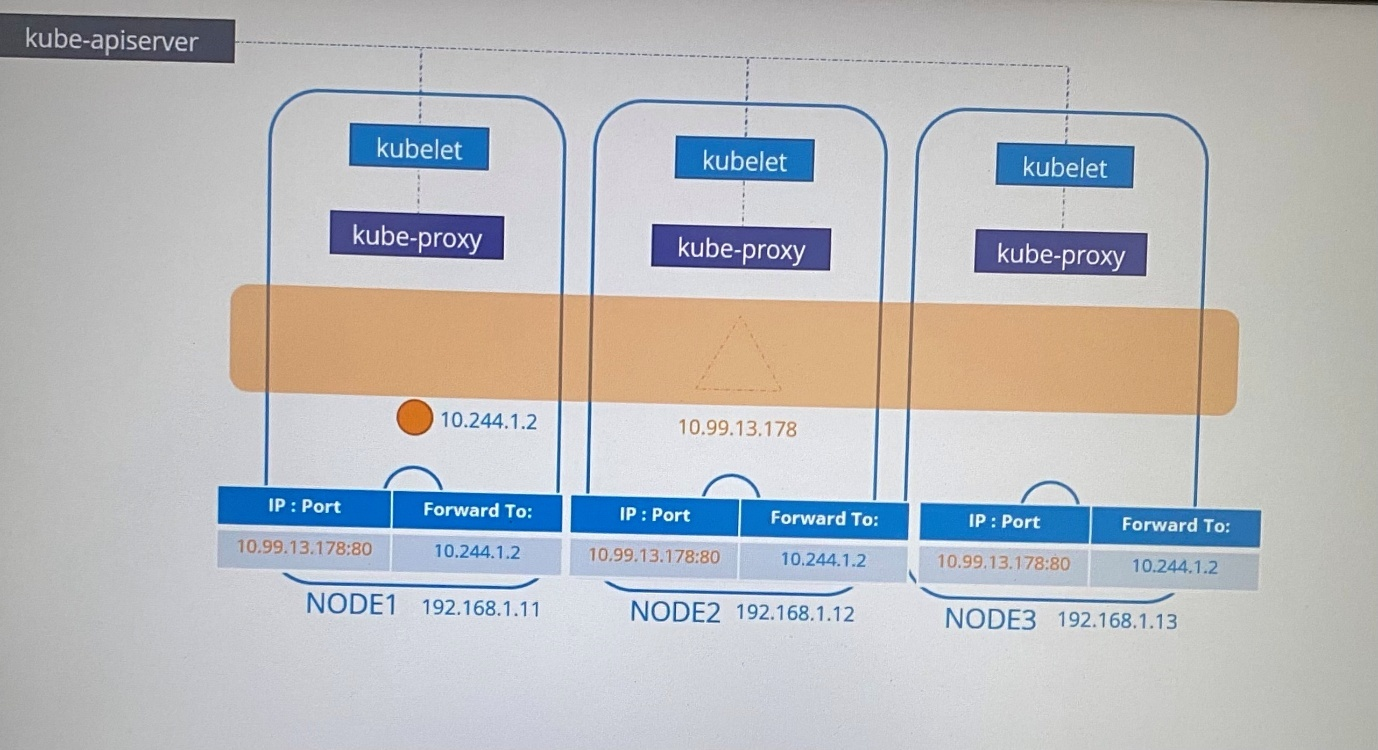 kube-apiserver
kubelet
kubelet
kubelet
kube-proxy
kube-proxy
kube-proxy
10.244.1.2
10.99.13.178
IP : Port Forward To:
10.99.13.178:80 10.244.1.2
IP : Port Forward To:
10.99.13.178:80 10.244.1.2
IP : Port Forward To:
10.99.13.178:80 10.244.1.2
NODE1 192.168.1.11
NODE2 192.168.1.12
NODE3 192.168.1.13